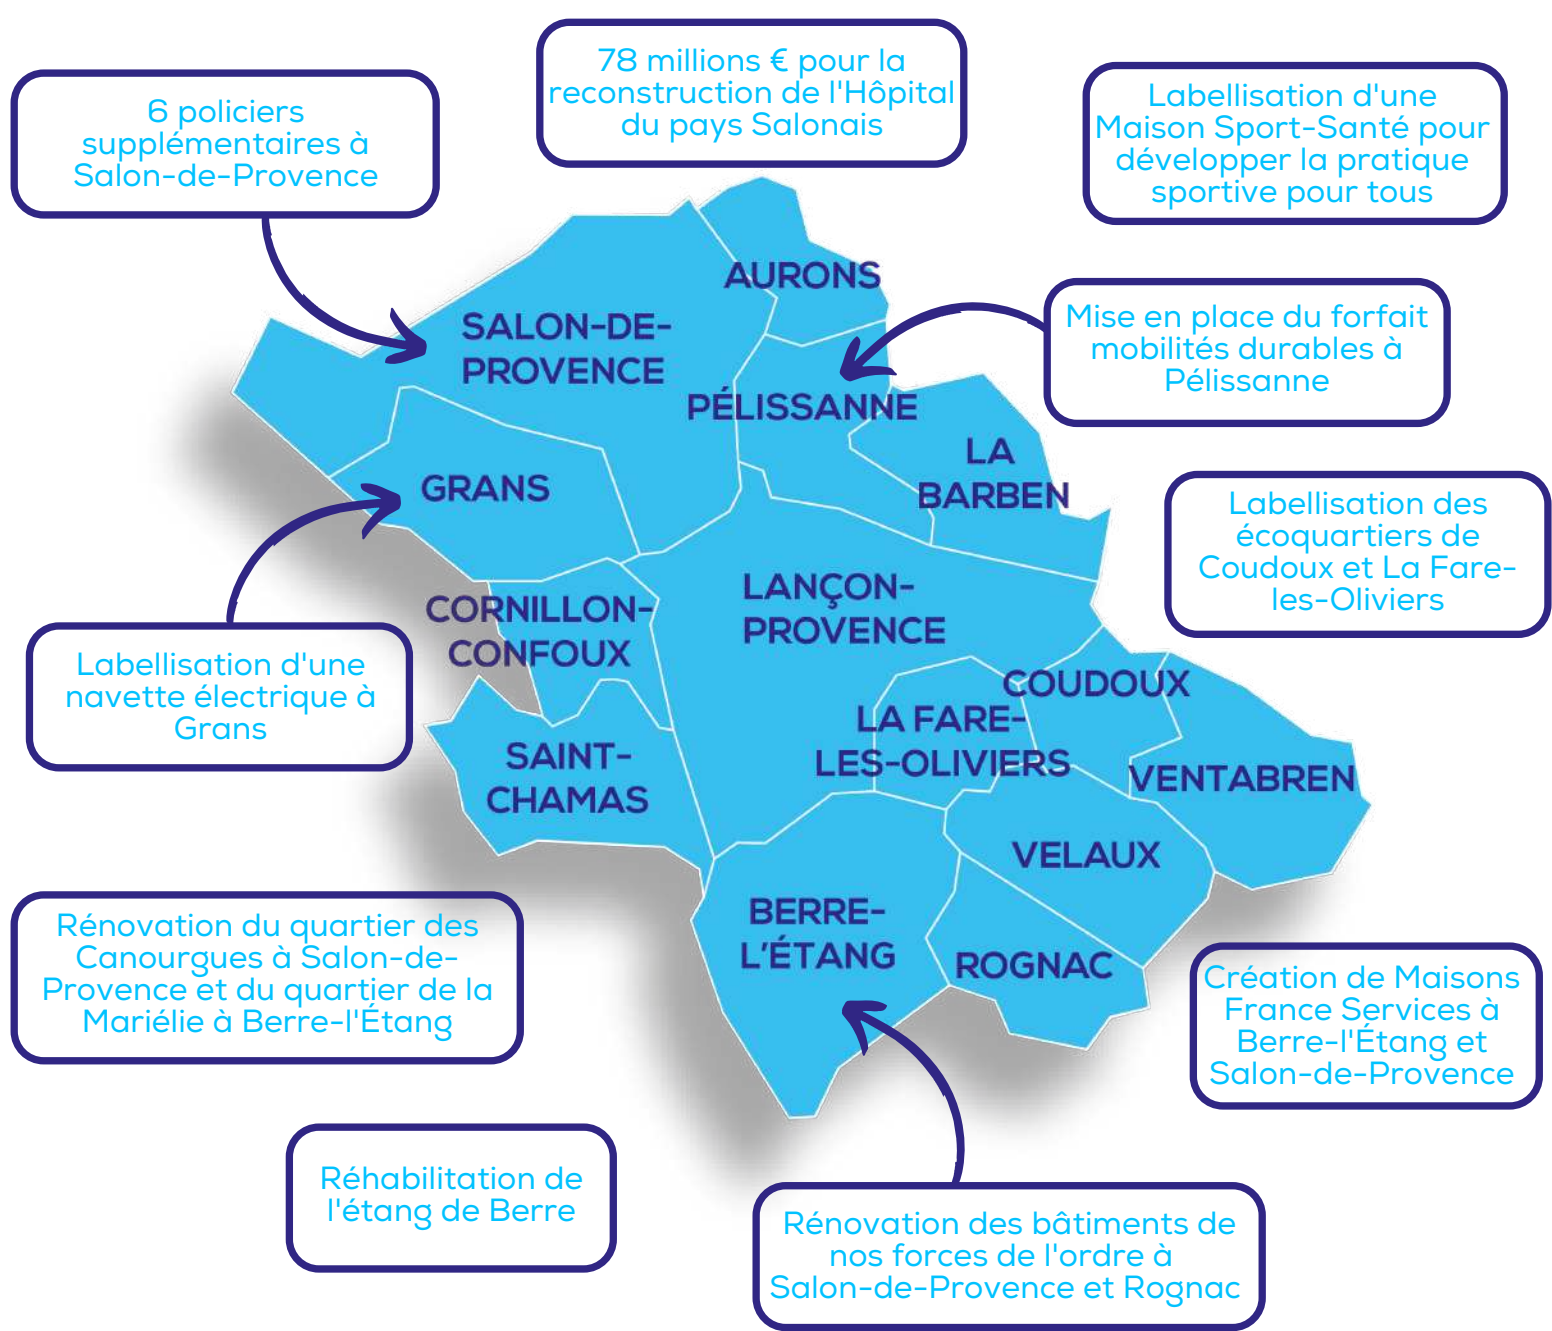 78 millions € pour la
reconstruction de l'Hôpital
du pays Salonais
6 policiers
supplémentaires à
Salon-de-Provence
Labellisation d'une
Maison Sport-Santé pour
développer la pratique
sportive pour tous
AURONS
SALON-DE-
PROVENCE
Mise en place du forfait
mobilités durables à
Pélissanne
PÉLISSANNE
LA
BARBEN
GRANS
Labellisation des
écoquartiers de
Coudoux et La Fare-
les-Oliviers
LANÇON-
PROVENCE
CORNILLON-
CONFOUX
Labellisation d'une
navette électrique à
Grans
COUDOUX
LA FARE-
LES-OLIVIERS
SAINT-
CHAMAS
VENTABREN
VELAUX
BERRE-
L'ÉTANG
ROGNAC
Rénovation du quartier des
Canourgues à Salon-de-
Provence et du quartier de la
Mariélie à Berre-l'Étang
Création de Maisons
France Services à
Berre-l'Étang et
Salon-de-Provence
Réhabilitation de
l'étang de Berre
Rénovation des bâtiments de
nos forces de l'ordre à
Salon-de-Provence et Rognac